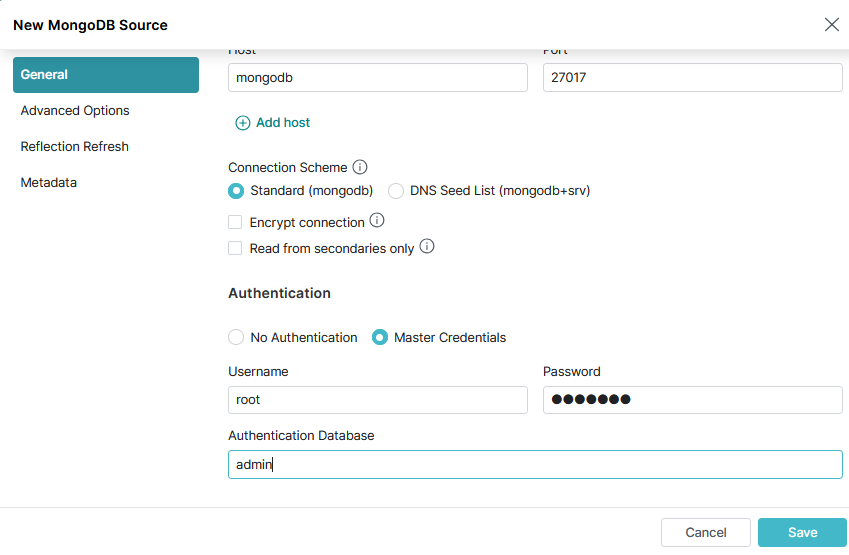 New MongoDB Source
General
Advanced Options
Reflection Refresh
Metadata
Host
Port
mongodb
27017
Add host
Connection Scheme
Standard (mongodb)
DNS Seed List (mongodb+srv)
Encrypt connection
Read from secondaries only
Authentication
No Authentication
Master Credentials
Username
Password
root
●●●●●●●
Authentication Database
admin
Cancel
Save